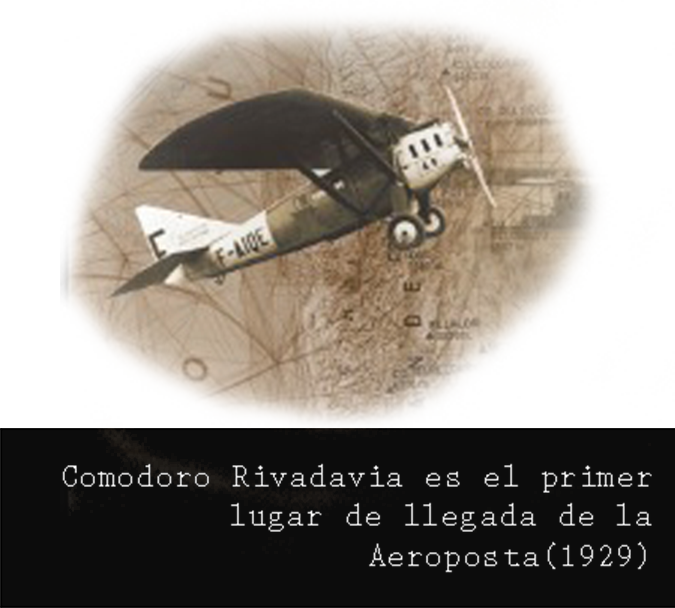 F-AIQE
Comodoro Rivadavia es el primer
lugar de llegada de la
Aeroposta(1929)